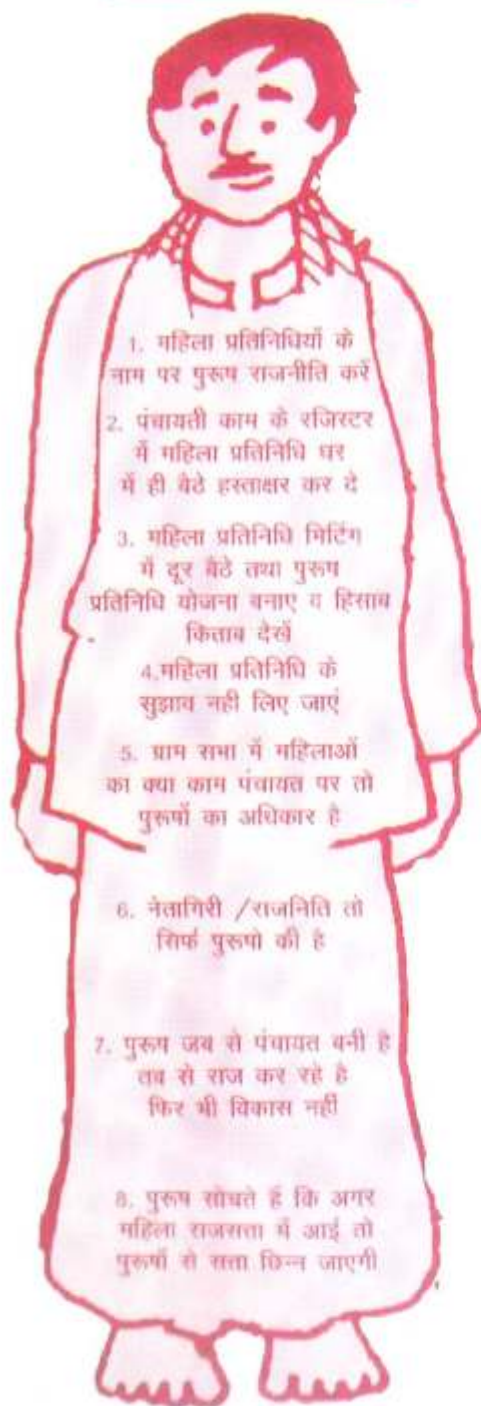 1. महिला प्रतिनिधियों के
नाम पर पुरूष राजनीति करें
2. पंचायती काम के रजिस्टर
में महिला प्रतिनिधि घर
में ही बैठे हस्ताक्षर कर दे
3. महिला प्रतिनिधि मिटिंग
में दूर बैठे तथा पुरूष
प्रतिनिधि योजना बनाए व हिसाब
किताब देखें
4.महिला प्रतिनिधि के
सुझाव नही लिए जाएं
5. ग्राम सभा में महिलाओं
का क्या काम पंचायत पर तो
पुरूषों का अधिकार है
6. नेतागिरी /राजनिति तो
सिर्फ पुरूषो की है
7. पुरूष जब से पंचायत बनी है
तब से राज कर रहे है
फिर भी विकास नहीं
8. पुरूष सोचते हैं कि अगर
महिला राजसत्ता में आई तो
पुरूषों से सत्ता छिन्न जाएगी